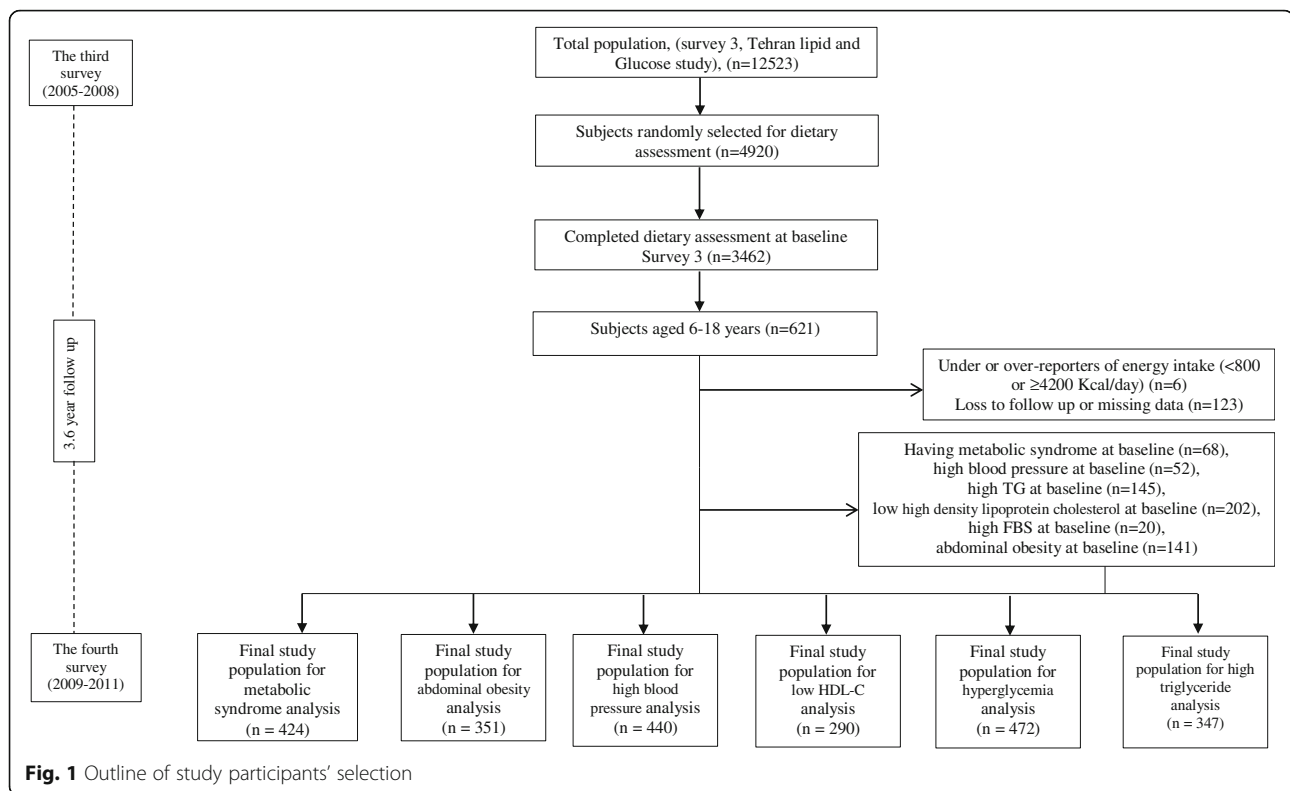 The third
survey
(2005-2008)
Total population, (survey 3, Tehran lipid and
Glucose study), (n=12523)
Subjects randomly selected for dietary
assessment (n=4920)
Completed dietary assessment at baseline
Survey 3 (n=3462)
Subjects aged 6-18 years (n=621)
3.6 year follow up
Under or over-reporters of energy intake (<800
or ≥4200 Kcal/day) (n=6)
Loss to follow up or missing data (n=123)
Having metabolic syndrome at baseline (n=68),
high blood pressure at baseline (n=52),
high TG at baseline (n=145),
low high density lipoprotein cholesterol at baseline (n=202),
high FBS at baseline (n=20),
abdominal obesity at baseline (n=141)
The fourth
survey
(2009-2011)
Final study
population for
metabolic
syndrome analysis
(n = 424)
Final study
population for
abdominal obesity
analysis
(n = 351)
Final study
population for
high blood
pressure analysis
(n = 440)
Final study
population for
low HDL-C
analysis
(n = 290)
Final study
population for
hyperglycemia
analysis
(n = 472)
Final study
population for high
triglyceride
analysis
(n = 347)
Fig. 1 Outline of study participants' selection